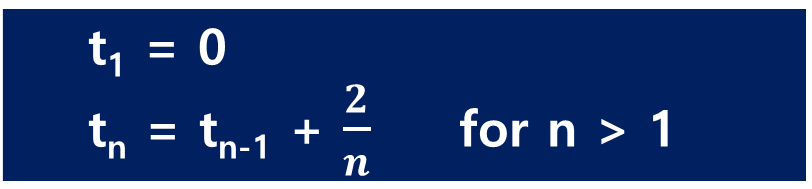 t₁ = 0
tₙ = tₙ₋₁ + 2/n for n > 1